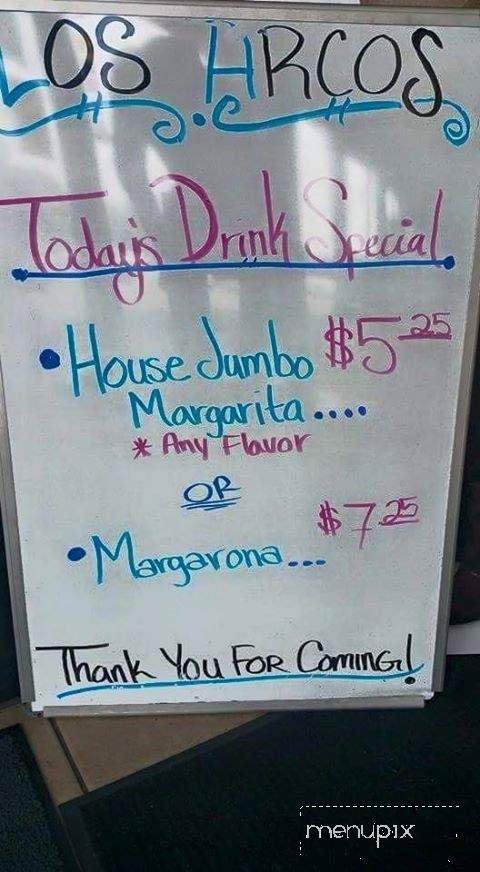 LOS ARCOS
Today's Drink Special
• House Jumbo $5.25
Margarita....
* Any Flavor
OR
$7.25
• Margarona...
Thank You For Coming!
menupix